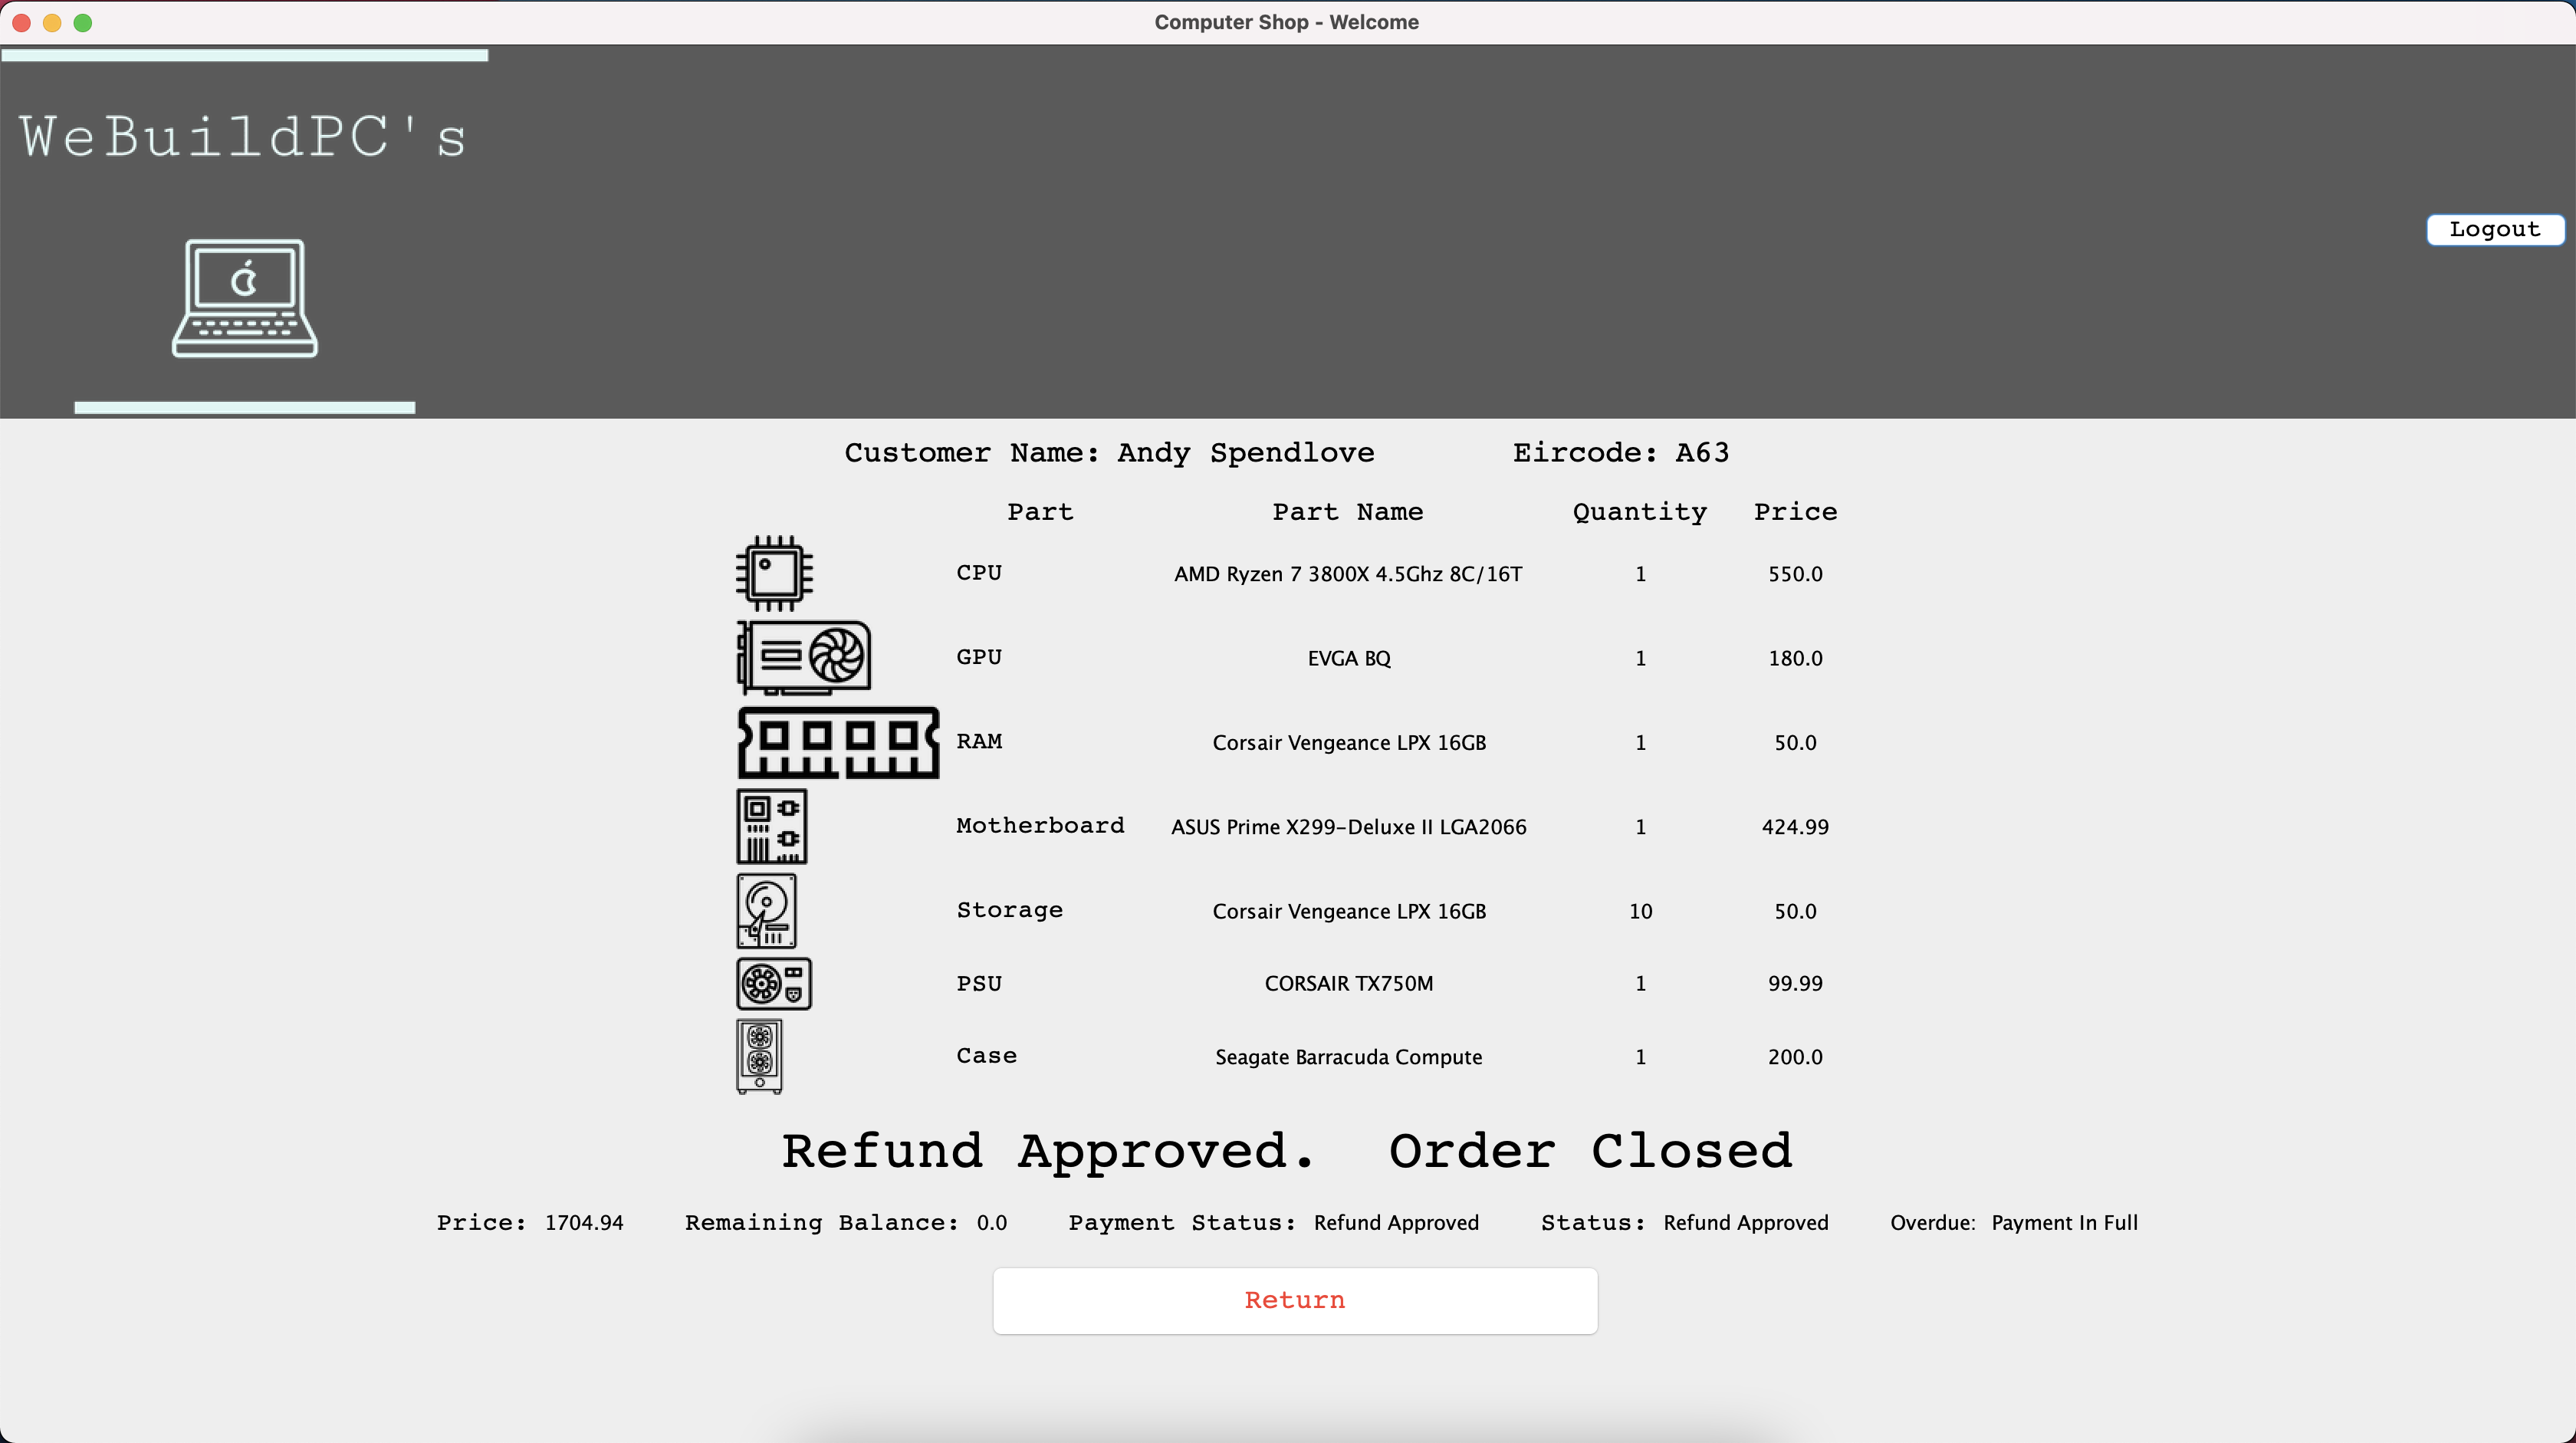 Computer Shop - Welcome
WeBuildPC's
Logout
Customer Name: Andy Spendlove Eircode: A63
Part Part Name Quantity Price
CPU AMD Ryzen 7 3800X 4.5Ghz 8C/16T 1 550.0
GPU EVGA BQ 1 180.0
RAM Corsair Vengeance LPX 16GB 1 50.0
Motherboard ASUS Prime X299-Deluxe II LGA2066 1 424.99
Storage Corsair Vengeance LPX 16GB 10 50.0
PSU CORSAIR TX750M 1 99.99
Case Seagate Barracuda Compute 1 200.0
Refund Approved. Order Closed
Price: 1704.94 Remaining Balance: 0.0 Payment Status: Refund Approved Status: Refund Approved Overdue: Payment In Full
Return